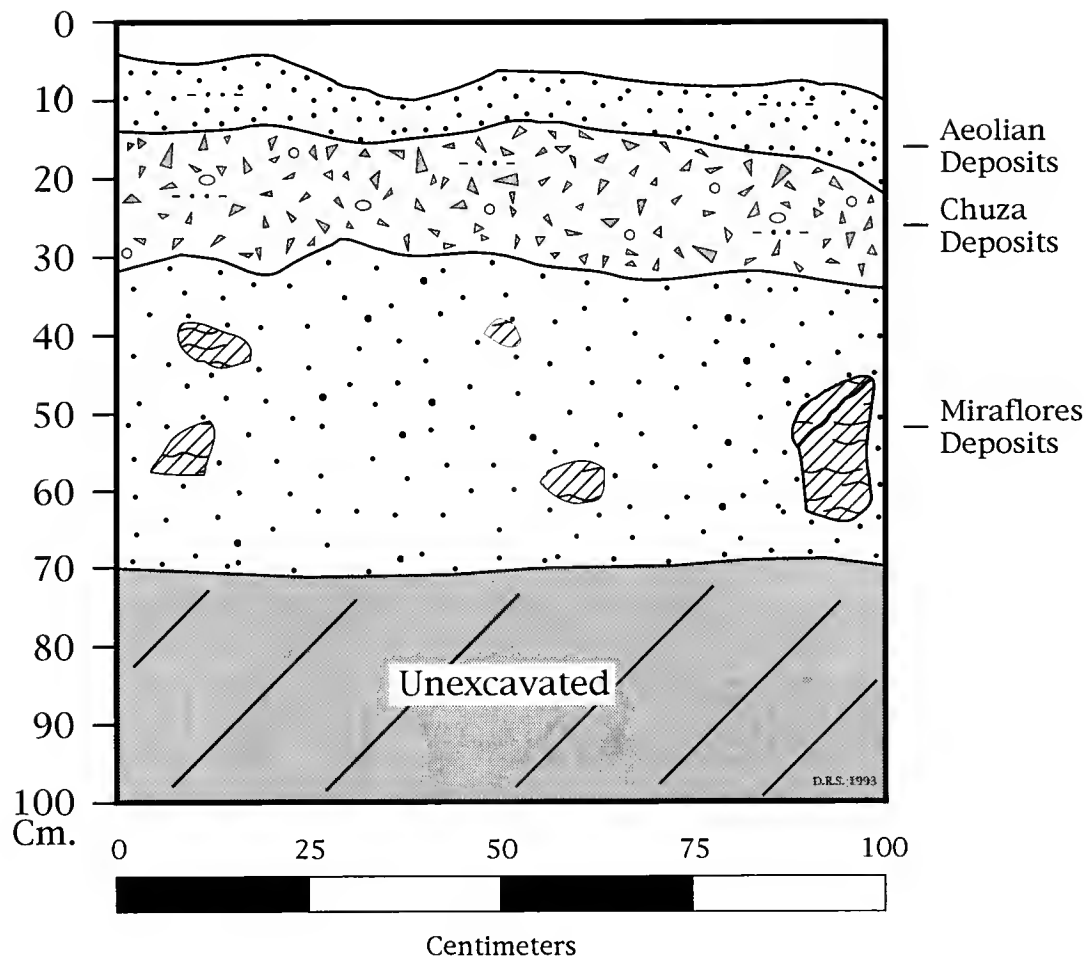 0
10
20
30
40
50
60
70
80
90
100
Cm.
Aeolian
Deposits
Chuza
Deposits
Miraflores
Deposits
Unexcavated
D.R.S. 1993
0 25 50 75 100
Centimeters